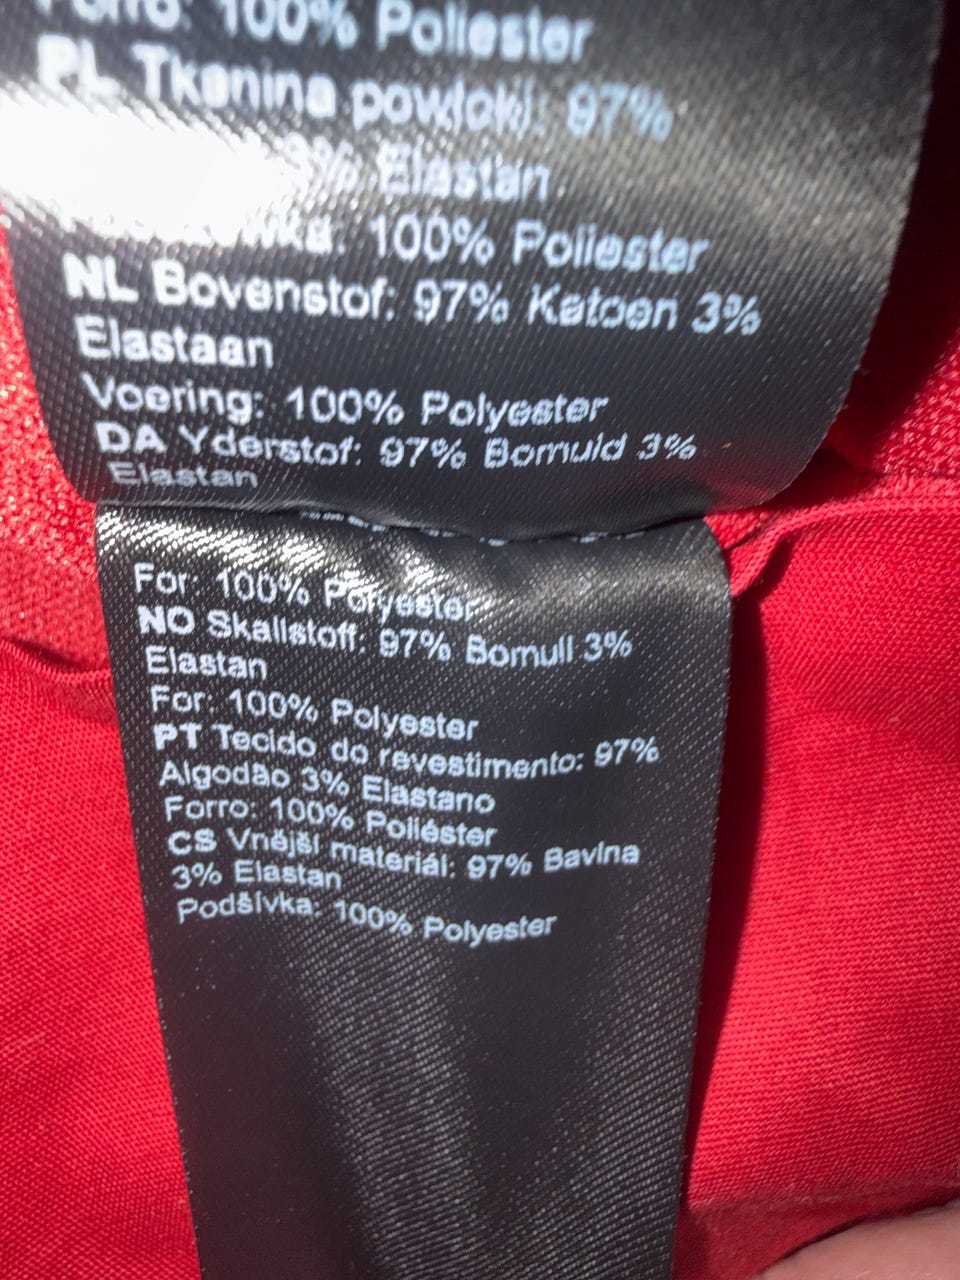 Forro: 100% Poliester
PL Tkanina powłoki: 97%
3% Elastan
100% Poliester
NL Bovenstof: 97% Katoen 3%
Elastaan
Voering: 100% Polyester
DA Yderstof: 97% Bomuld 3%
Elastan
For: 100% Polyester
NO Skallstoff: 97% Bomull 3%
Elastan
For: 100% Polyester
PT Tecido do revestimento: 97%
Algodão 3% Elastano
Forro: 100% Poliéster
CS Vnější materiál: 97% Bavlna
3% Elastan
Podšívka: 100% Polyester